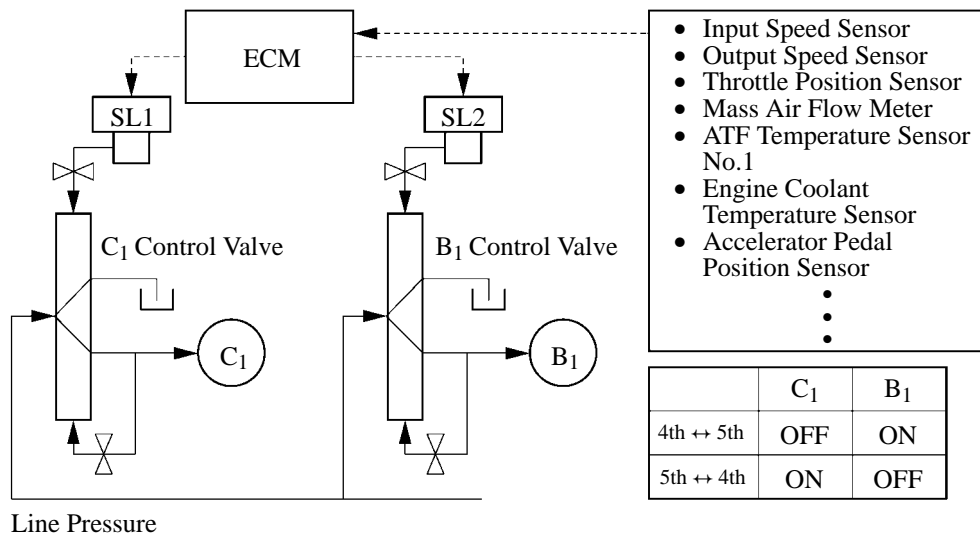 ECM
SL1
SL2
C1 Control Valve
B1 Control Valve
C1
B1
Line Pressure
• Input Speed Sensor
• Output Speed Sensor
• Throttle Position Sensor
• Mass Air Flow Meter
• ATF Temperature Sensor
No.1
• Engine Coolant
Temperature Sensor
• Accelerator Pedal
Position Sensor
•
•
•
C1 B1
4th ↔ 5th OFF ON
5th ↔ 4th ON OFF